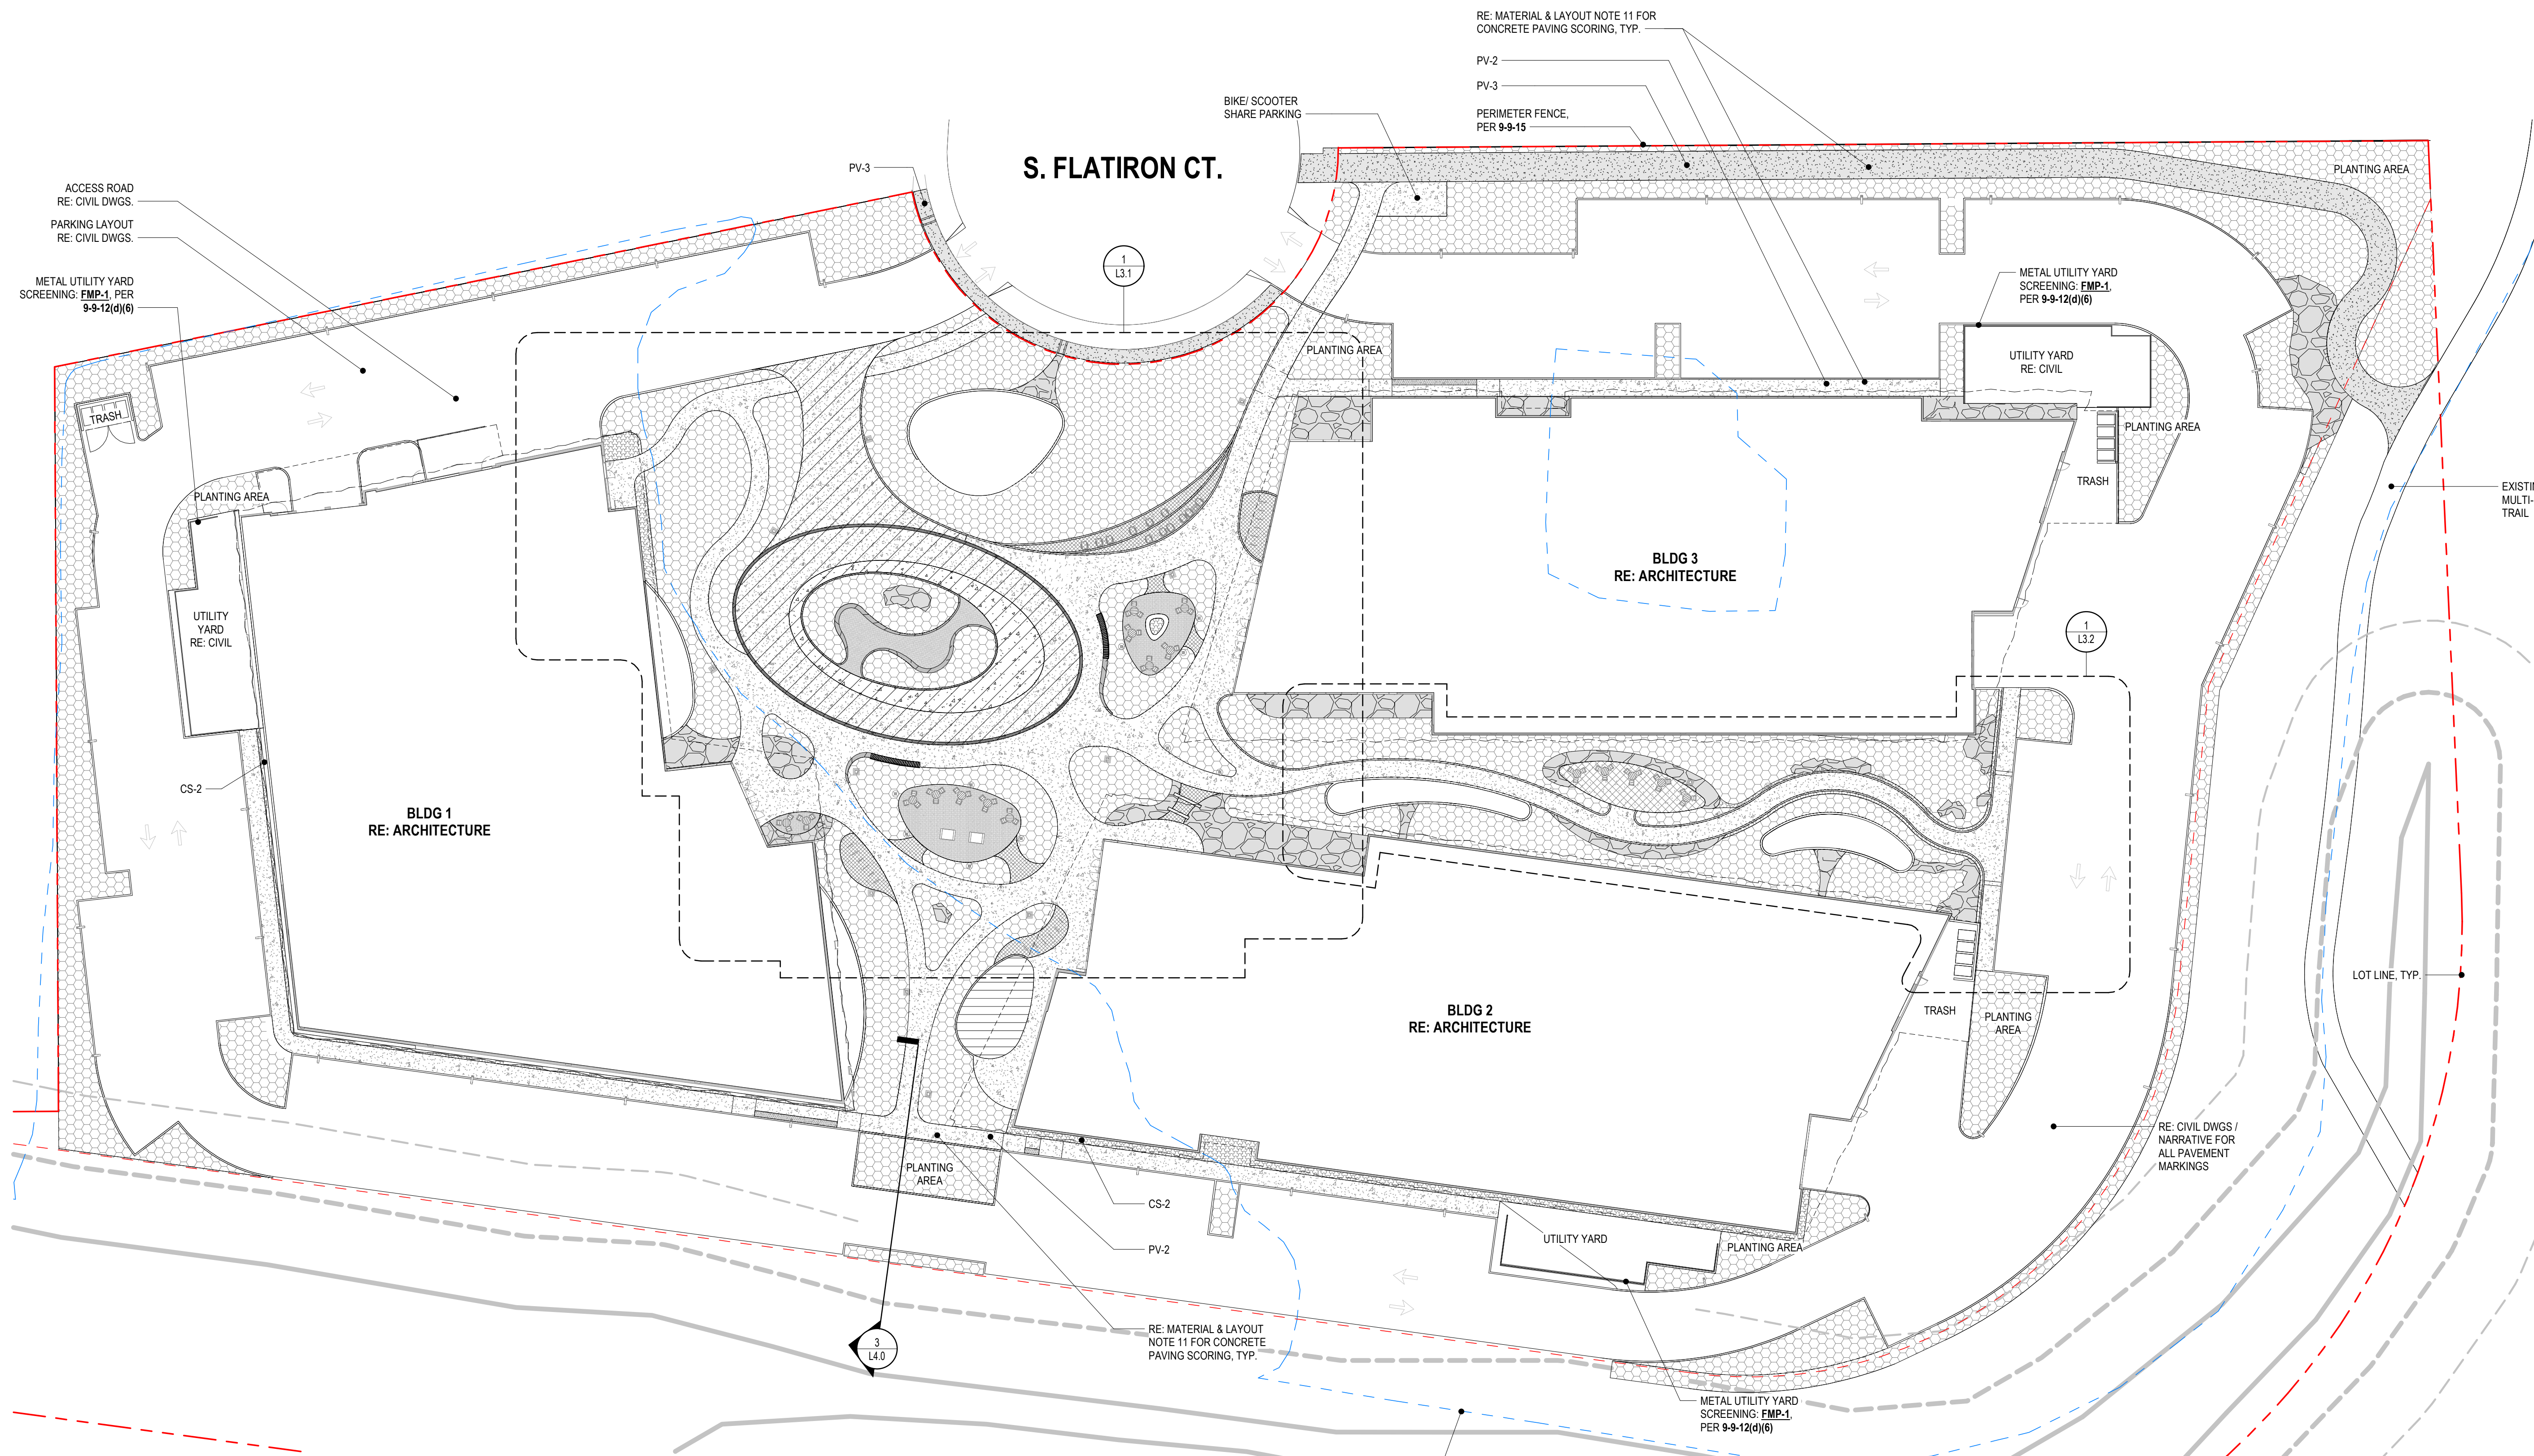 RE: MATERIAL & LAYOUT NOTE 11 FOR
CONCRETE PAVING SCORING, TYP.
PV-2
PV-3
PERIMETER FENCE,
PER 9-9-15
BIKE/ SCOOTER
SHARE PARKING
S. FLATIRON CT.
PV-3
ACCESS ROAD
RE: CIVIL DWGS.
PARKING LAYOUT
RE: CIVIL DWGS.
METAL UTILITY YARD
SCREENING: FMP-1, PER
9-9-12(d)(6)
1
L3.1
PLANTING AREA
METAL UTILITY YARD
SCREENING: FMP-1,
PER 9-9-12(d)(6)
PLANTING AREA
UTILITY YARD
RE: CIVIL
TRASH
PLANTING AREA
TRASH
PLANTING AREA
EXISTI
MULTI-
TRAIL
BLDG 3
RE: ARCHITECTURE
UTILITY
YARD
RE: CIVIL
1
L3.2
CS-2
BLDG 1
RE: ARCHITECTURE
LOT LINE, TYP.
BLDG 2
RE: ARCHITECTURE
TRASH
PLANTING
AREA
RE: CIVIL DWGS /
NARRATIVE FOR
ALL PAVEMENT
MARKINGS
PLANTING
AREA
CS-2
PV-2
UTILITY YARD
PLANTING AREA
RE: MATERIAL & LAYOUT
NOTE 11 FOR CONCRETE
PAVING SCORING, TYP.
3
L4.0
METAL UTILITY YARD
SCREENING: FMP-1,
PER 9-9-12(d)(6)